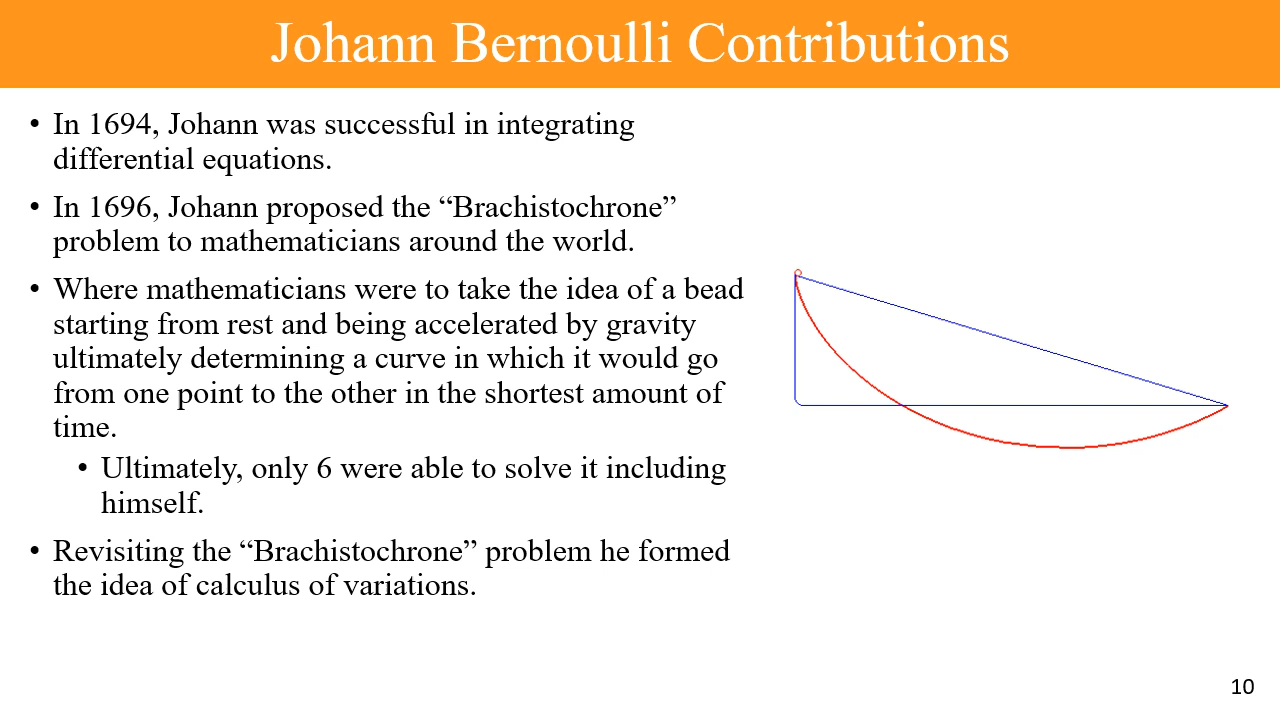 Johann Bernoulli Contributions
• In 1694, Johann was successful in integrating
differential equations.
• In 1696, Johann proposed the “Brachistochrone”
problem to mathematicians around the world.
• Where mathematicians were to take the idea of a bead
starting from rest and being accelerated by gravity
ultimately determining a curve in which it would go
from one point to the other in the shortest amount of
time.
• Ultimately, only 6 were able to solve it including
himself.
• Revisiting the “Brachistochrone” problem he formed
the idea of calculus of variations.
10